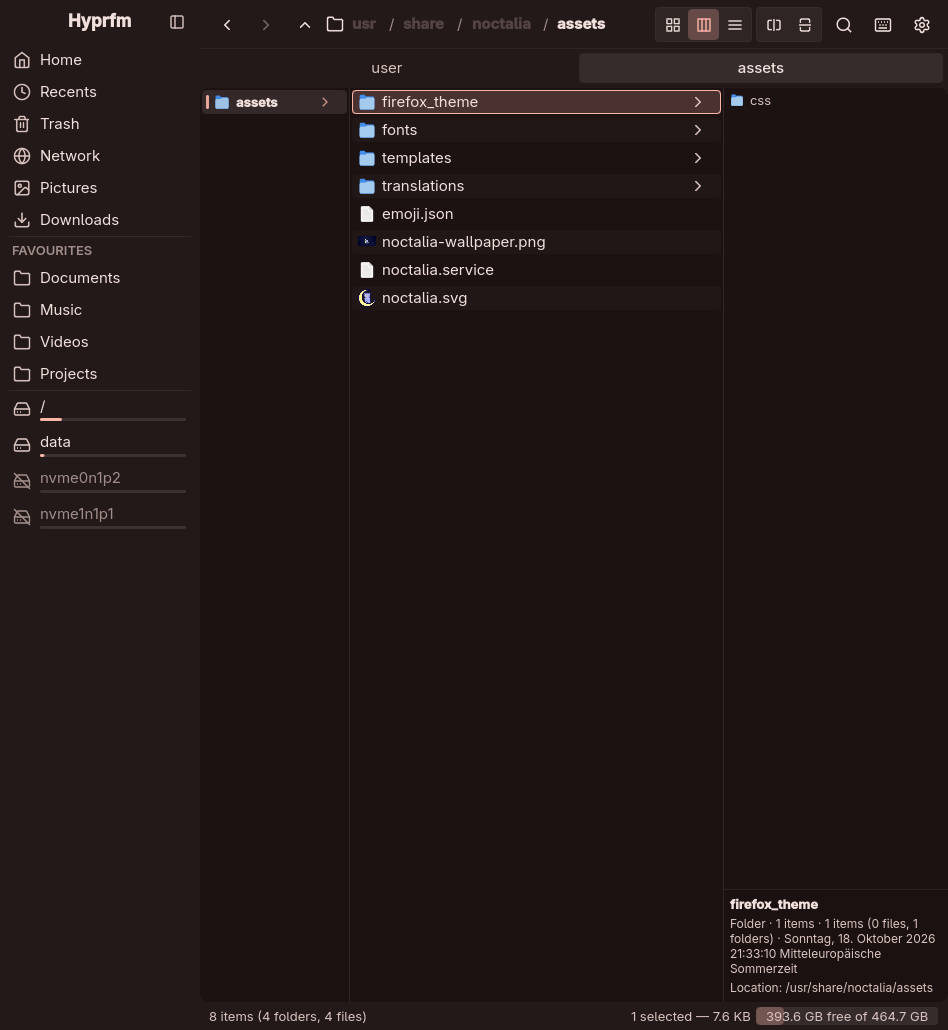 Hyprfm
usr / share / noctalia / assets
Home
Recents
Trash
Network
Pictures
Downloads
FAVOURITES
Documents
Music
Videos
Projects
/
data
nvme0n1p2
nvme1n1p1
user
assets
assets
firefox_theme
fonts
templates
translations
emoji.json
noctalia-wallpaper.png
noctalia.service
noctalia.svg
css
firefox_theme
Folder · 1 items · 1 items (0 files, 1
folders) · Sonntag, 18. Oktober 2026
21:33:10 Mitteleuropäische
Sommerzeit
Location: /usr/share/noctalia/assets
8 items (4 folders, 4 files)
1 selected — 7.6 KB
393.6 GB free of 464.7 GB